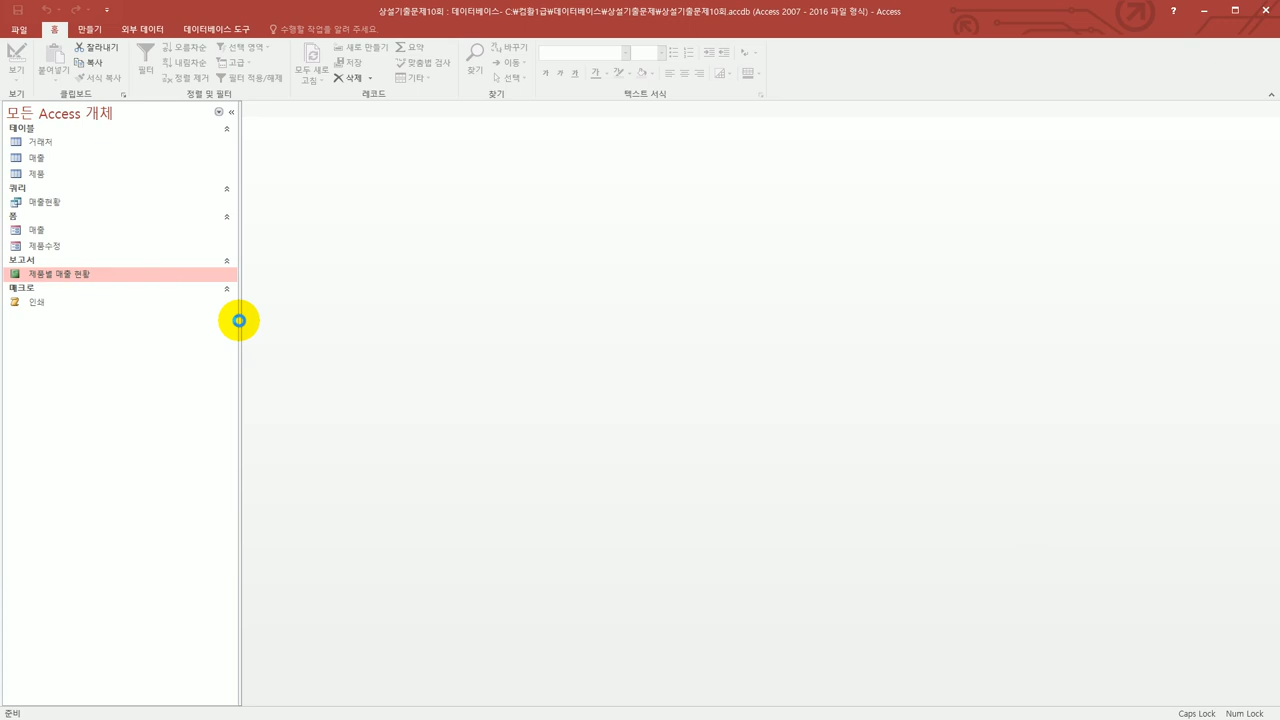 상설기출문제10회 : 데이터베이스- C:₩컴활1급₩데이터베이스₩상설기출문제₩상설기출문제10회.accdb (Access 2007 - 2016 파일 형식) - Access
파일 홈 만들기 외부 데이터 데이터베이스 도구 수행할 작업을 알려 주세요.
잘라내기 오름차순 선택 영역 새로 만들기 요약 바꾸기
복사 내림차순 고급 저장 맞춤법 검사 이동
보기 붙여넣기 서식 복사 필터 정렬 제거 필터 적용/해제 모두 새로 고침 삭제 기타 찾기 선택 가 가 가 가
보기 클립보드 정렬 및 필터 레코드 찾기 텍스트 서식
모든 Access 개체
테이블
거래처
매출
제품
쿼리
매출현황
폼
매출
제품수정
보고서
제품별 매출 현황
매크로
인쇄
준비 Caps Lock Num Lock